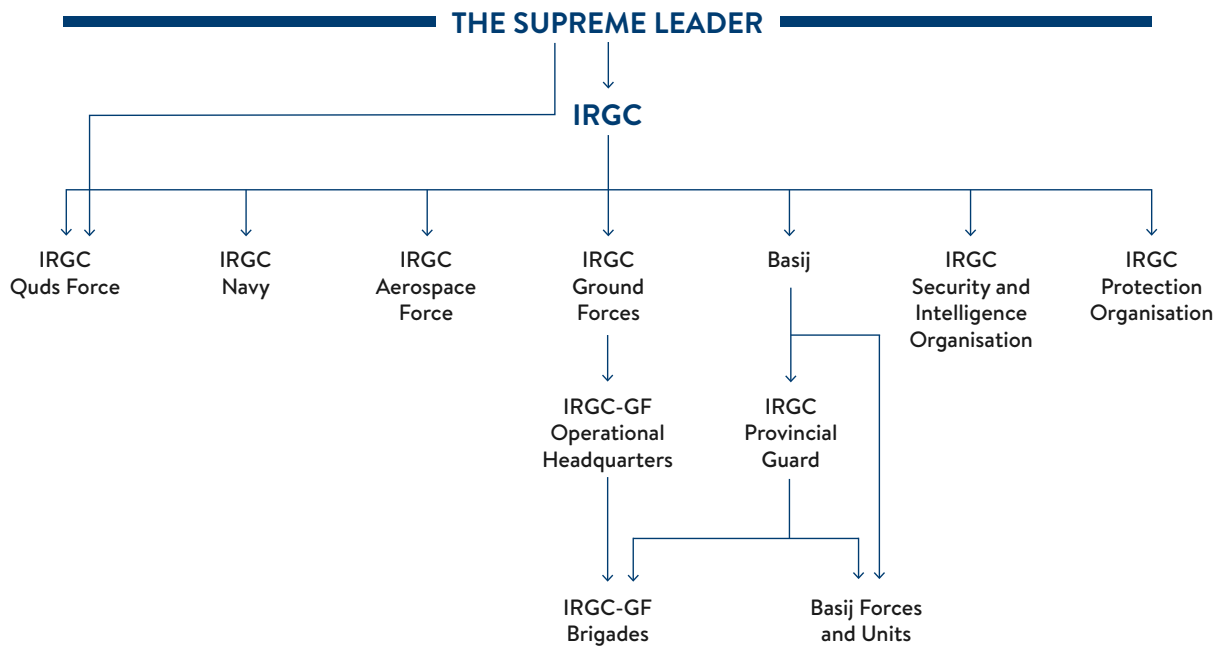 THE SUPREME LEADER
IRGC
IRGC
Quds Force
IRGC
Navy
IRGC
Aerospace
Force
IRGC
Ground
Forces
Basij
IRGC
Security and
Intelligence
Organisation
IRGC
Protection
Organisation
IRGC-GF
Operational
Headquarters
IRGC
Provincial
Guard
IRGC-GF
Brigades
Basij Forces
and Units